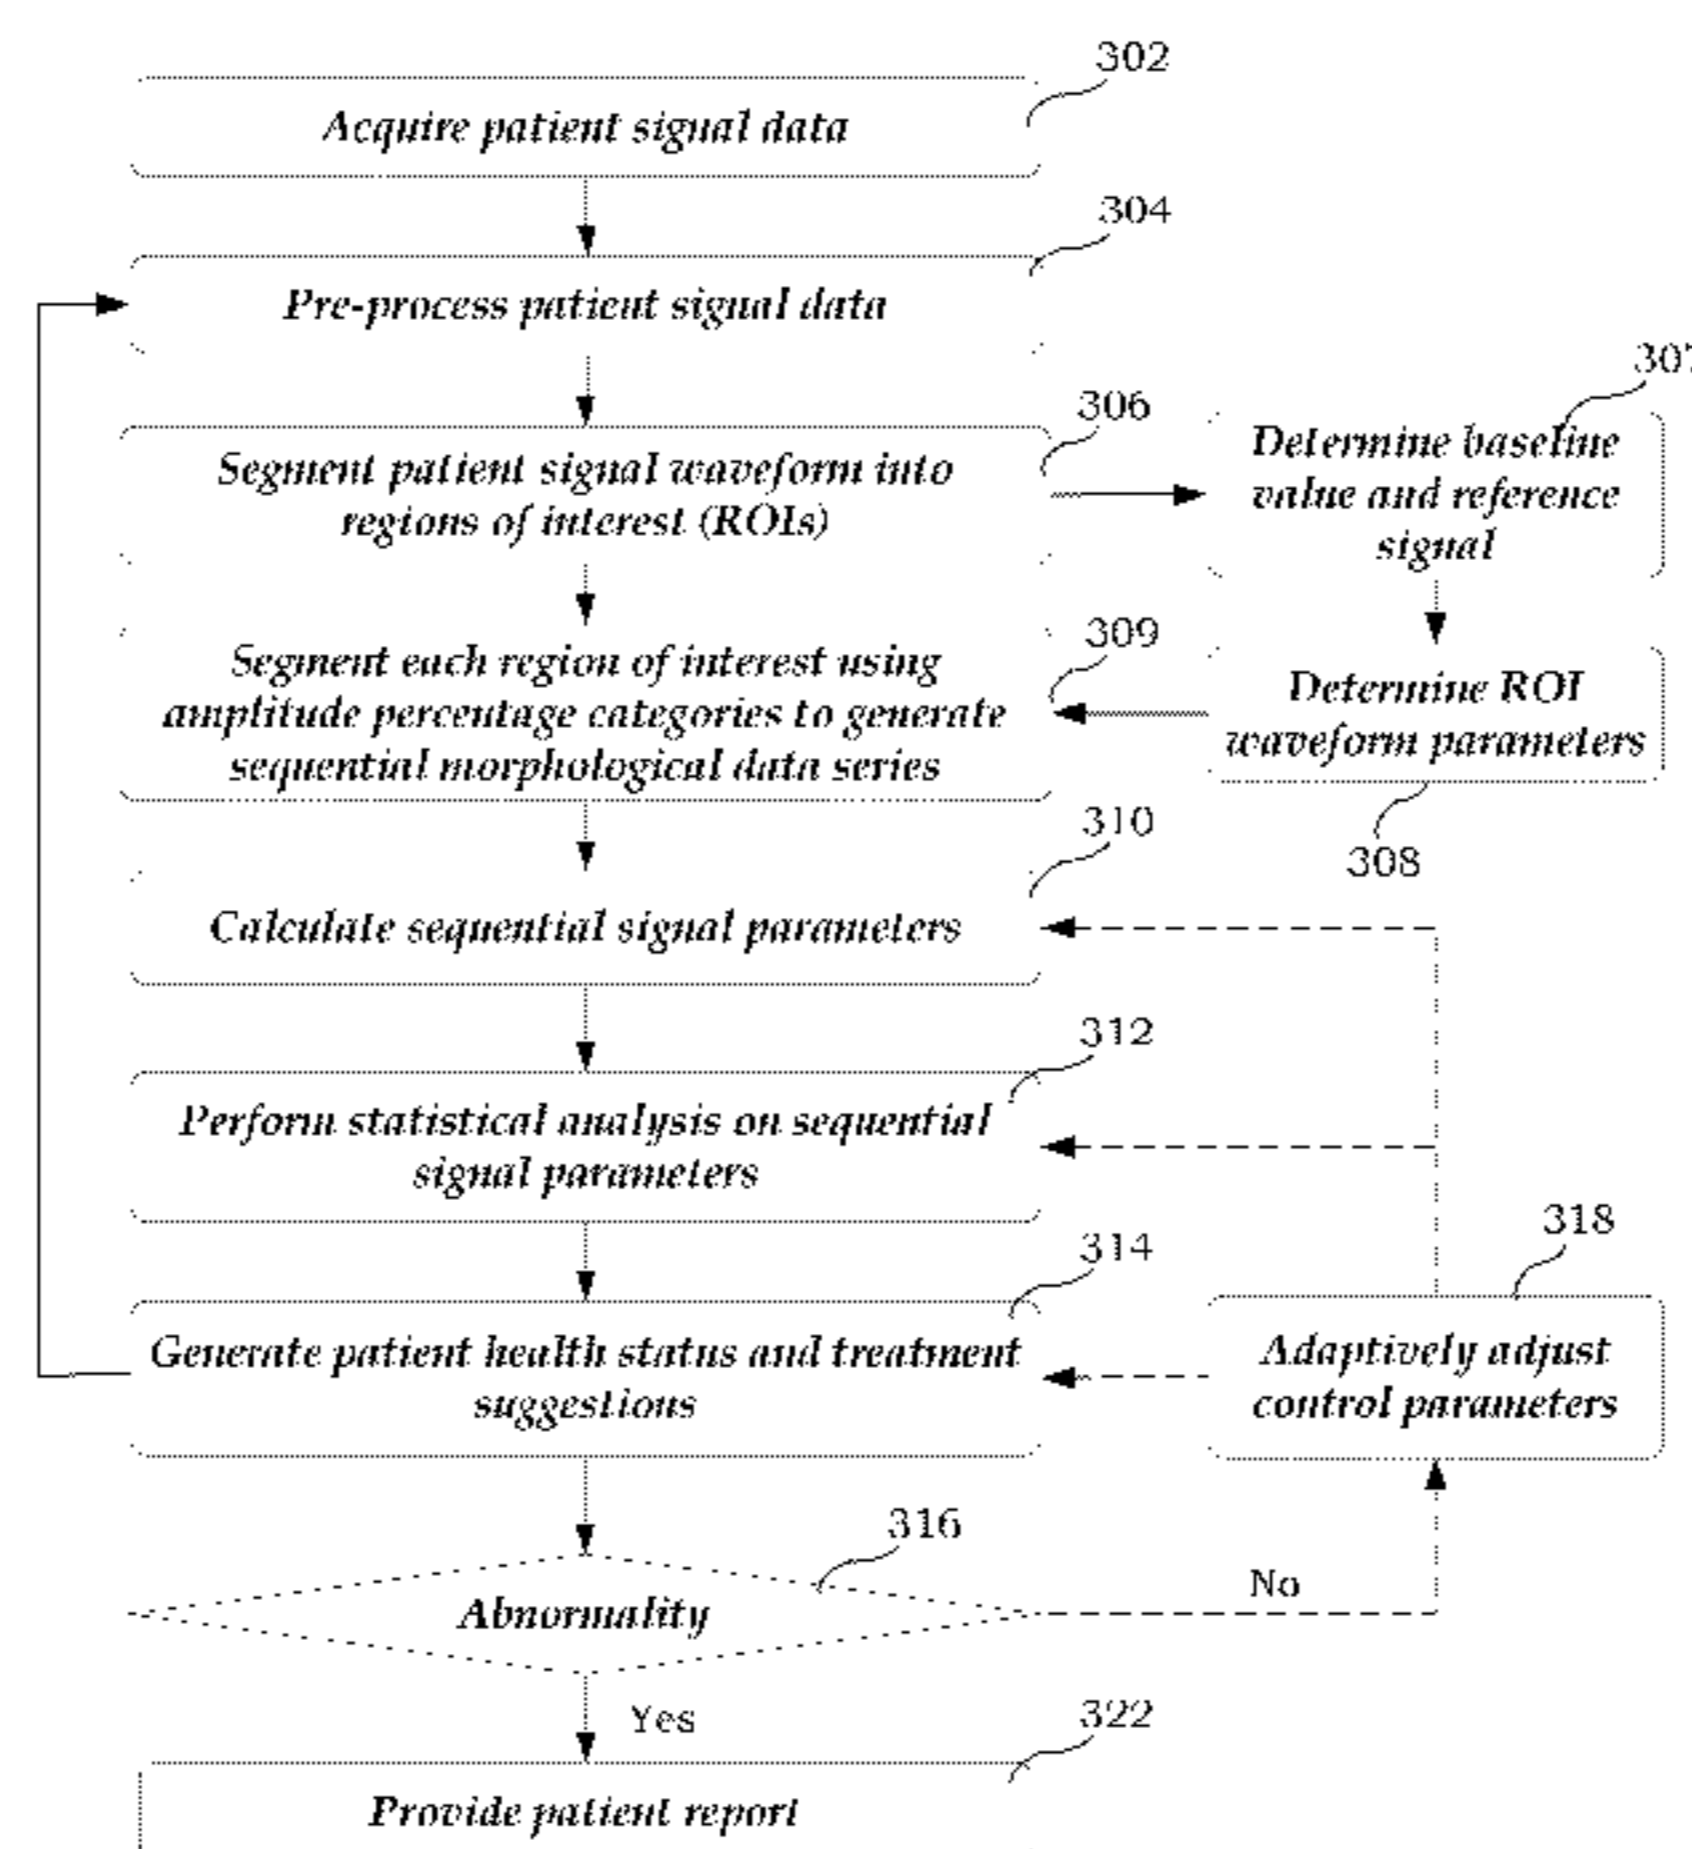 302
Acquire patient signal data
304
Pre-process patient signal data
306
Segment patient signal waveform into
regions of interest (ROIs)
307
Determine baseline
value and reference
signal
309
Segment each region of interest using
amplitude percentage categories to generate
sequential morphological data series
Determine ROI
waveform parameters
308
310
Calculate sequential signal parameters
312
Perform statistical analysis on sequential
signal parameters
314
Generate patient health status and treatment
suggestions
318
Adaptively adjust
control parameters
316
Abnormality
No
Yes
322
Provide patient report